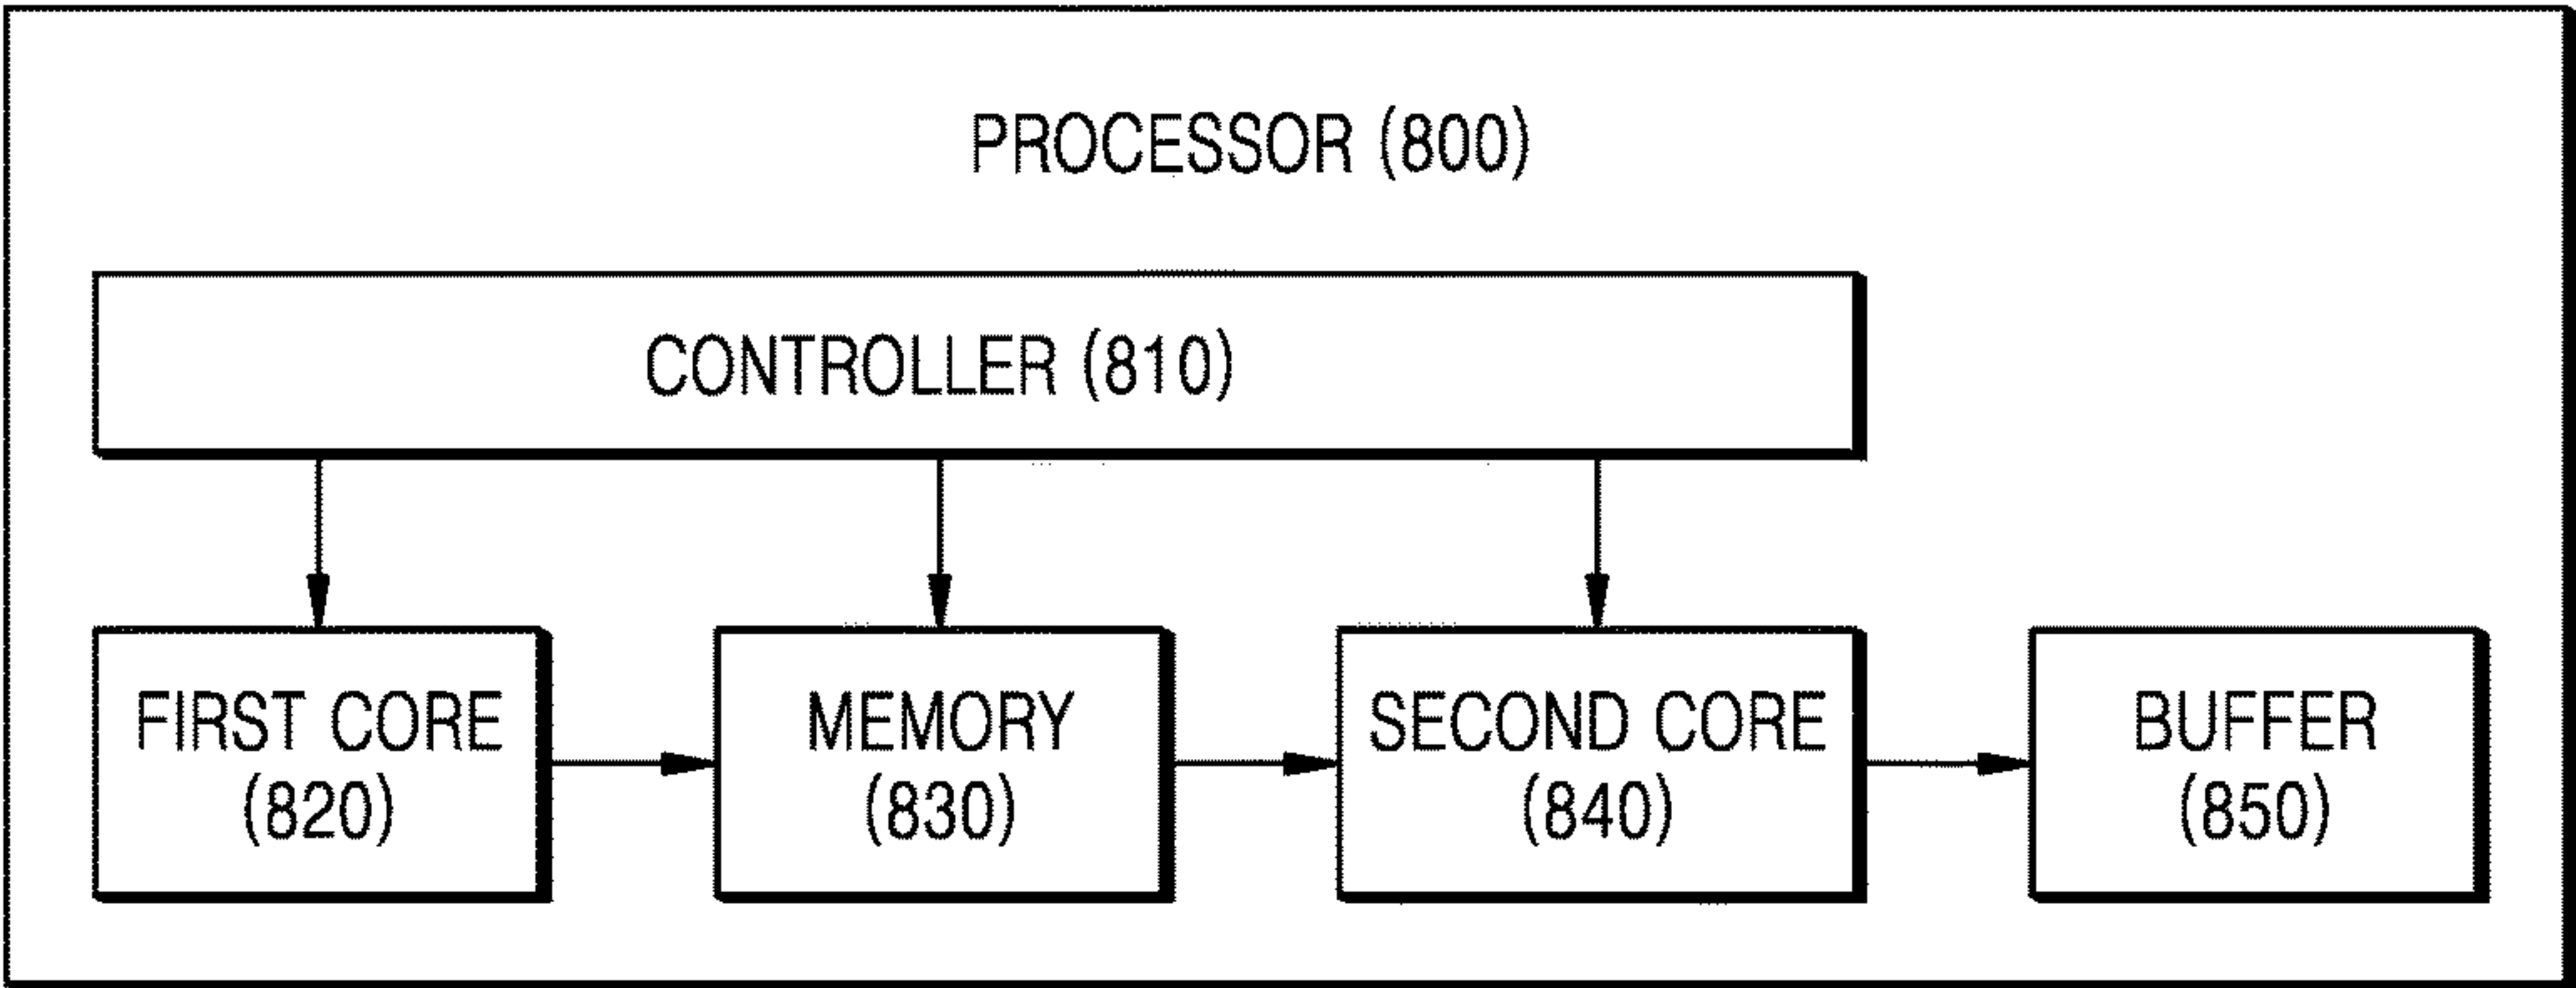 PROCESSOR (800)
CONTROLLER (810)
FIRST CORE
(820)
MEMORY
(830)
SECOND CORE
(840)
BUFFER
(850)